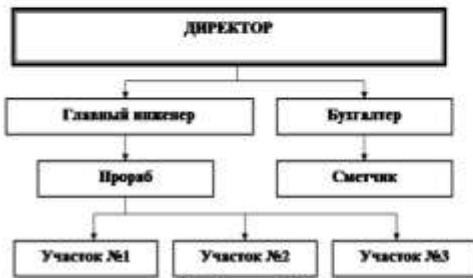 ДИРЕКТОР
Главный инженер
Бухгалтер
Прораб
Сметчик
Участок №1
Участок №2
Участок №3